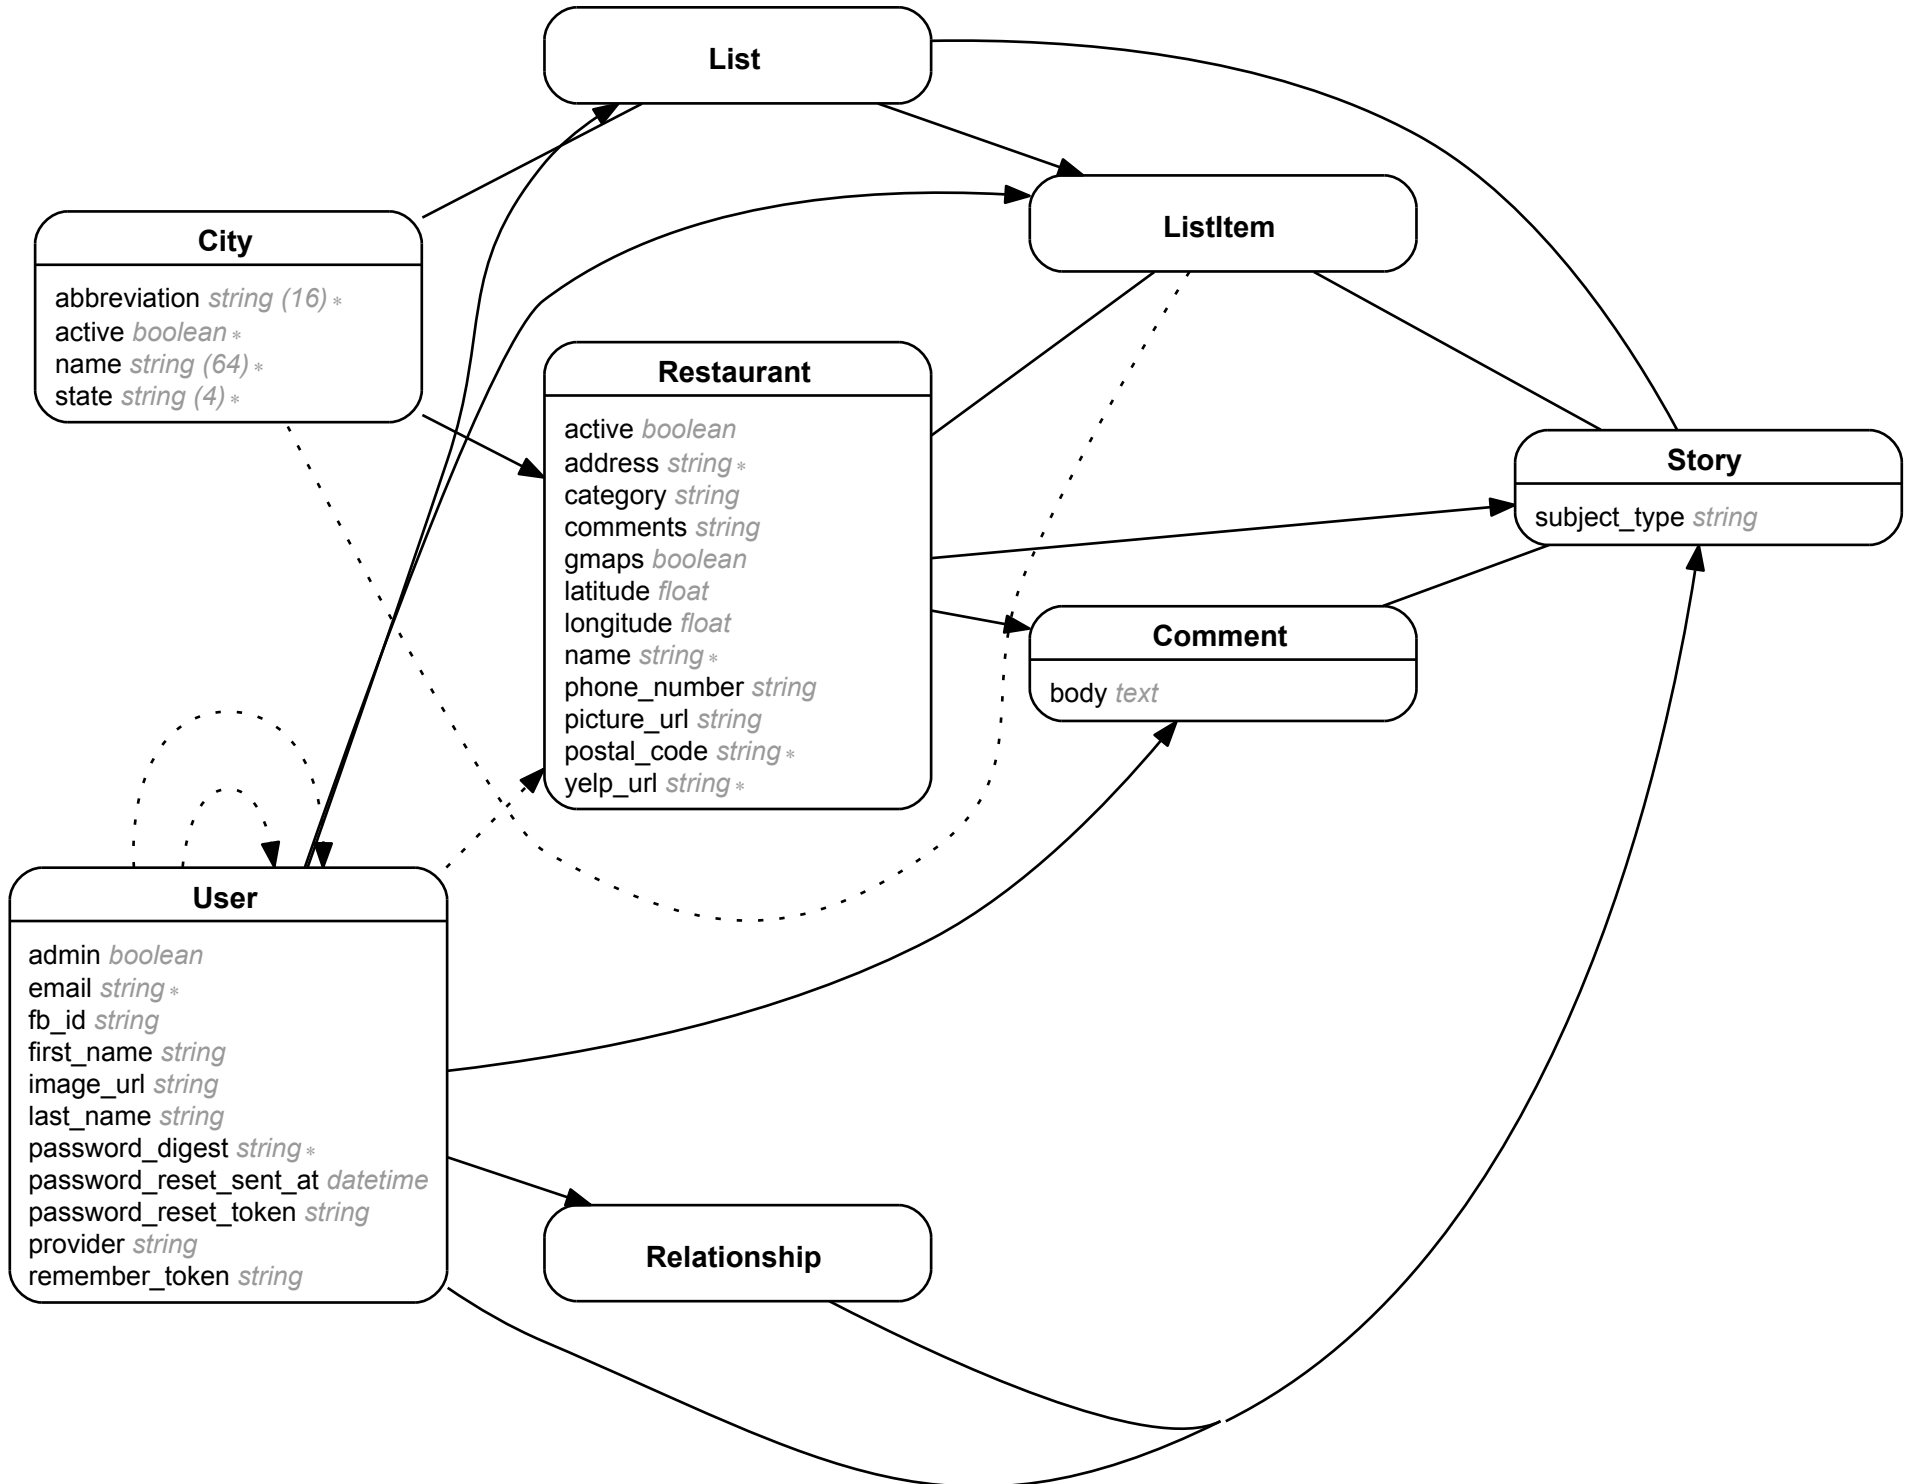 List
ListItem
City
abbreviation string (16) *
active boolean *
name string (64) *
state string (4) *
Restaurant
active boolean
address string *
category string
comments string
gmaps boolean
latitude float
longitude float
name string *
phone_number string
picture_url string
postal_code string *
yelp_url string *
Story
subject_type string
Comment
body text
User
admin boolean
email string *
fb_id string
first_name string
image_url string
last_name string
password_digest string *
password_reset_sent_at datetime
password_reset_token string
provider string
remember_token string
Relationship